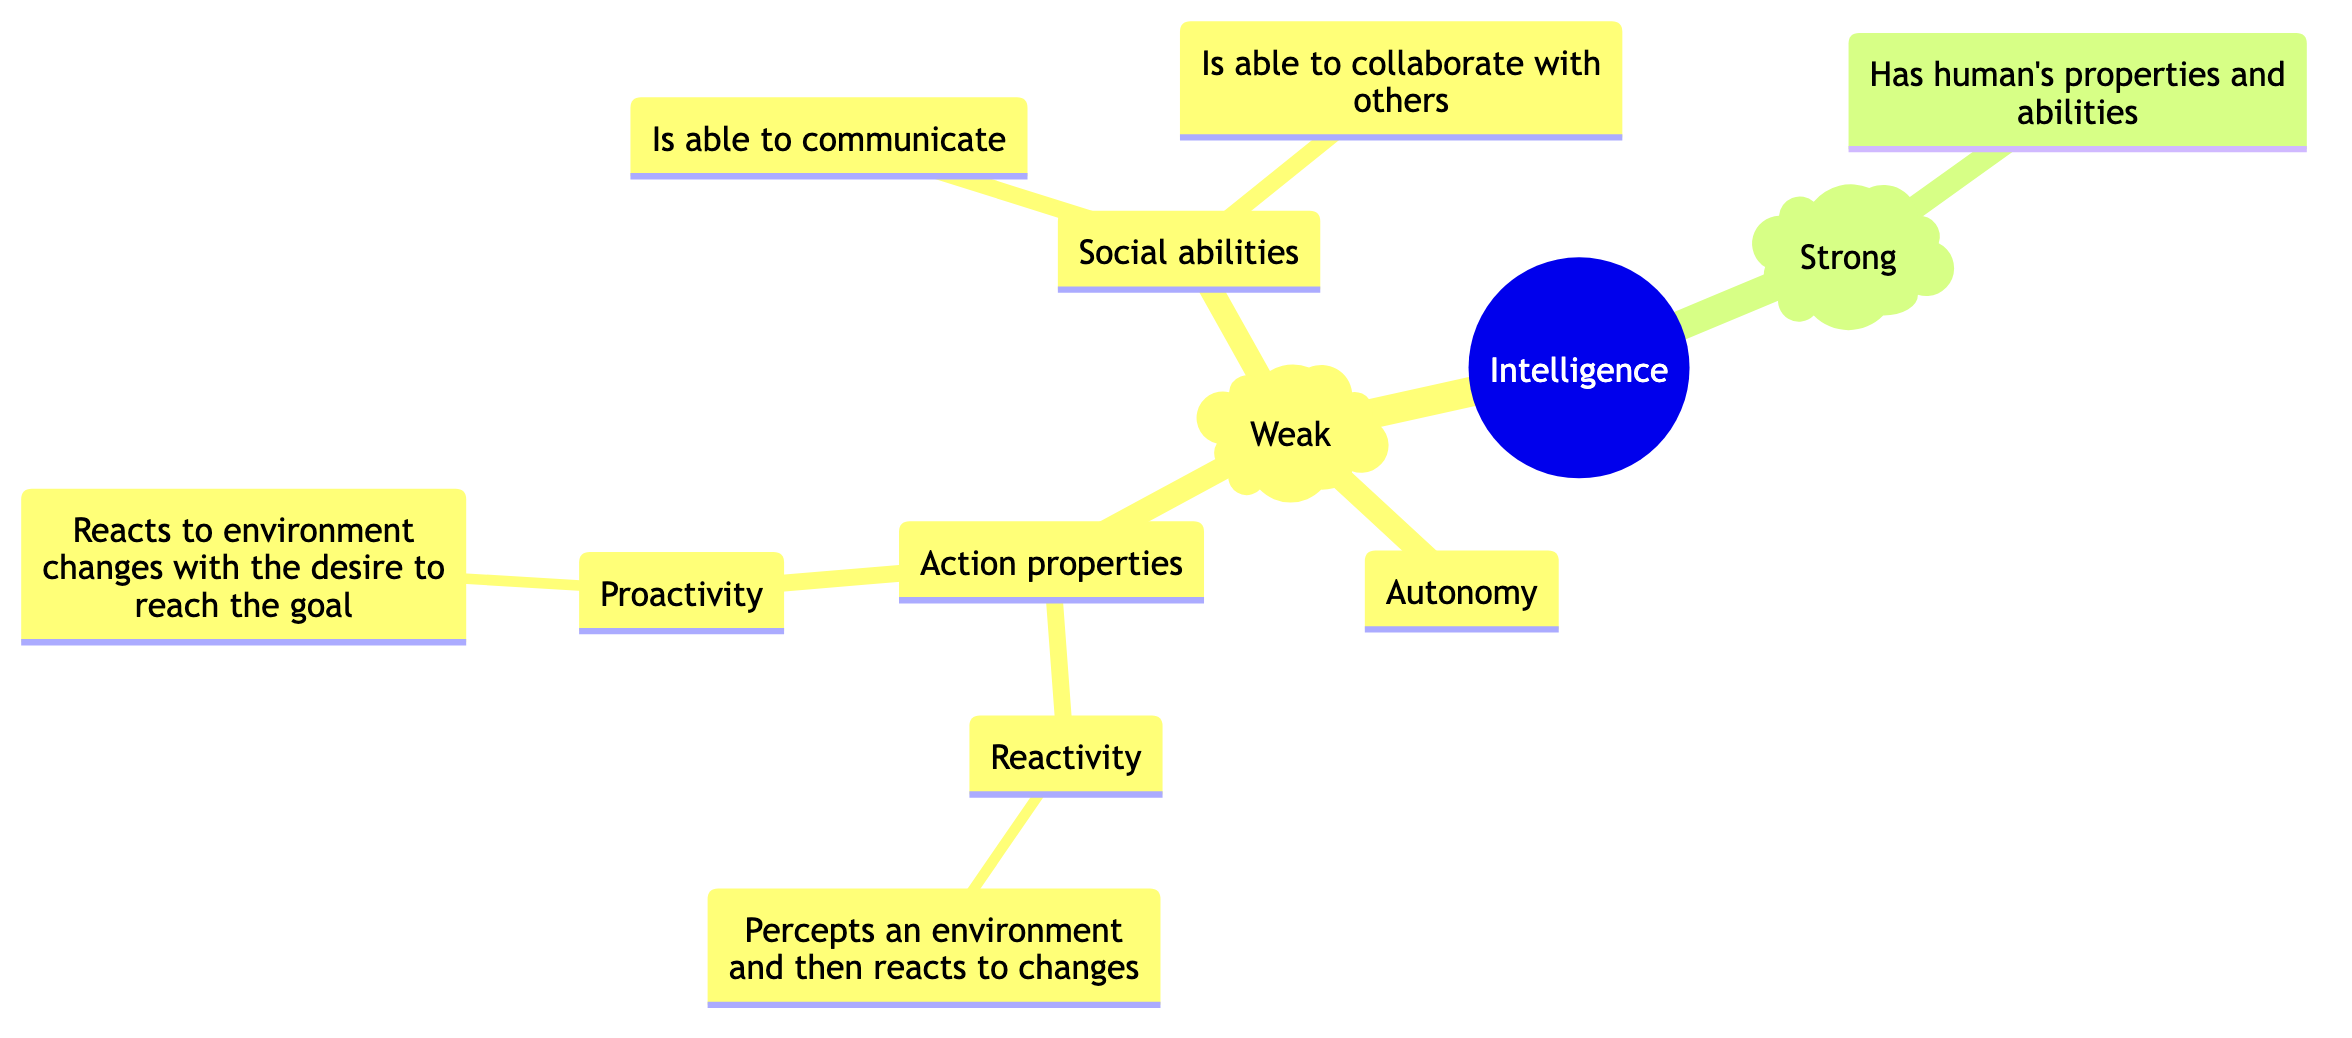 Is able to collaborate with
others
Has human's properties and
abilities
Is able to communicate
Social abilities
Strong
Intelligence
Weak
Reacts to environment
changes with the desire to
reach the goal
Proactivity
Action properties
Autonomy
Reactivity
Percepts an environment
and then reacts to changes